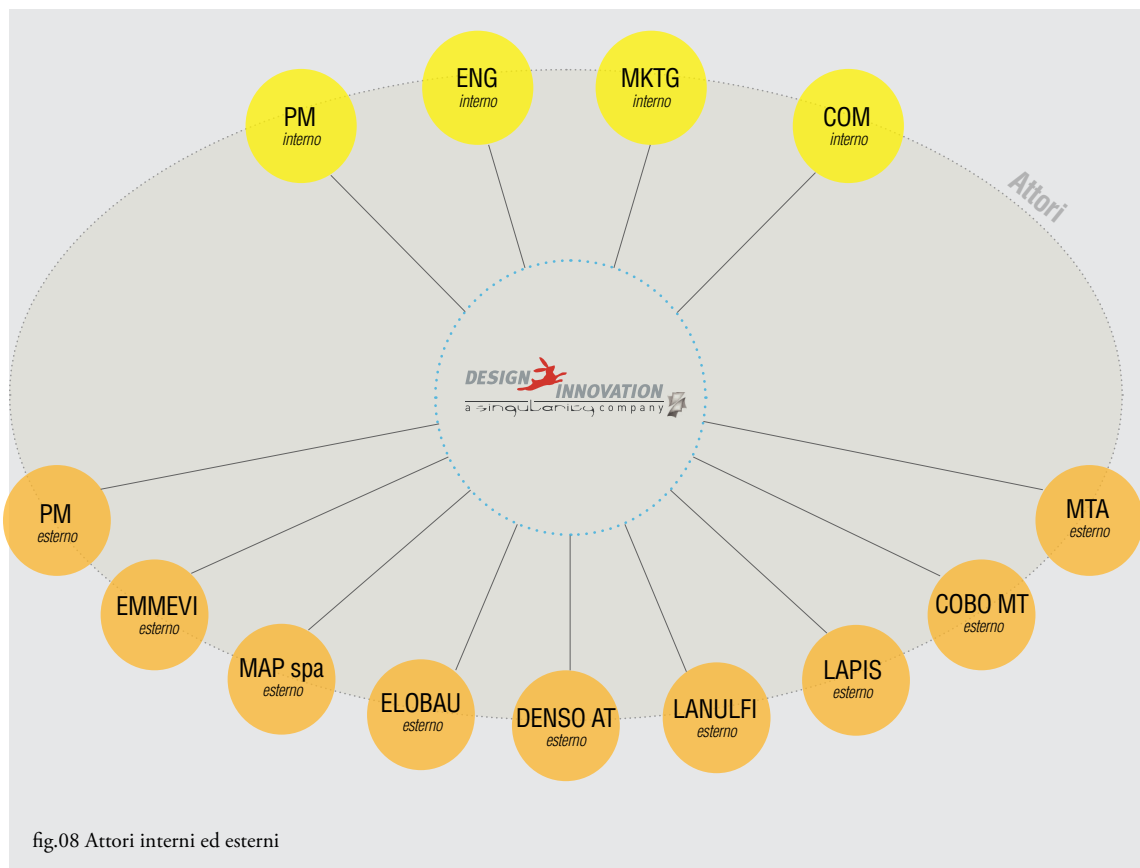 ENG
interno
MKTG
interno
PM
interno
COM
interno
Attori
DESIGN
INNOVATION
a singularity company
PM
esterno
MTA
esterno
EMMEVI
esterno
COBO MT
esterno
MAP spa
esterno
LAPIS
esterno
ELOBAU
esterno
DENSO AT
esterno
LANULFI
esterno
fig.08 Attori interni ed esterni